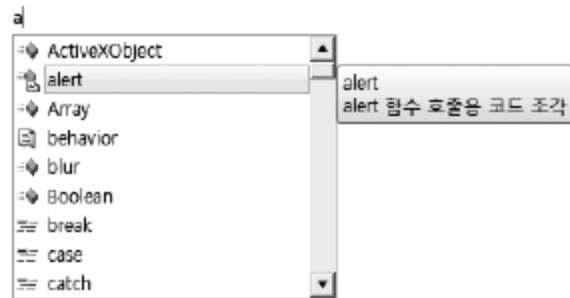 a
ActiveXObject
alert
alert
alert 함수 호출용 코드 조각
Array
behavior
blur
Boolean
break
case
catch